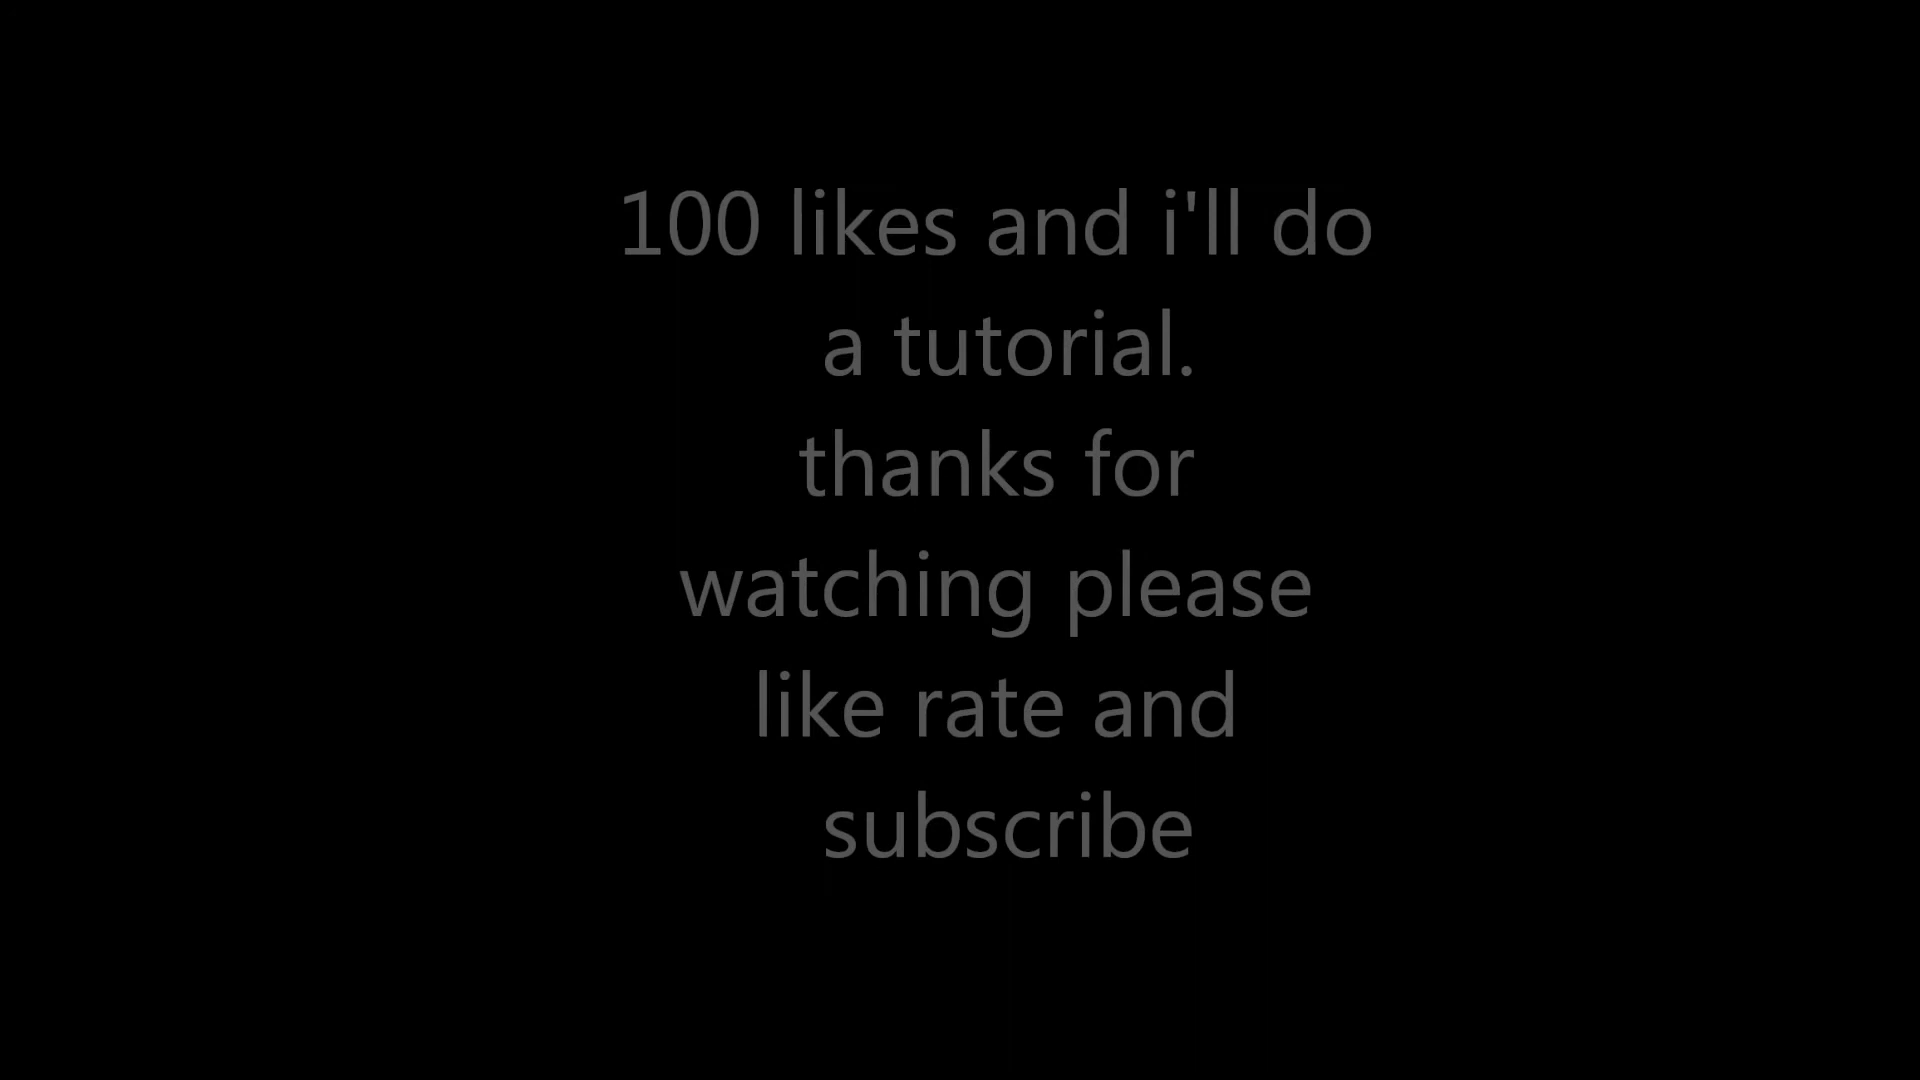 100 likes and i'll do
a tutorial.
thanks for
watching please
like rate and
subscribe